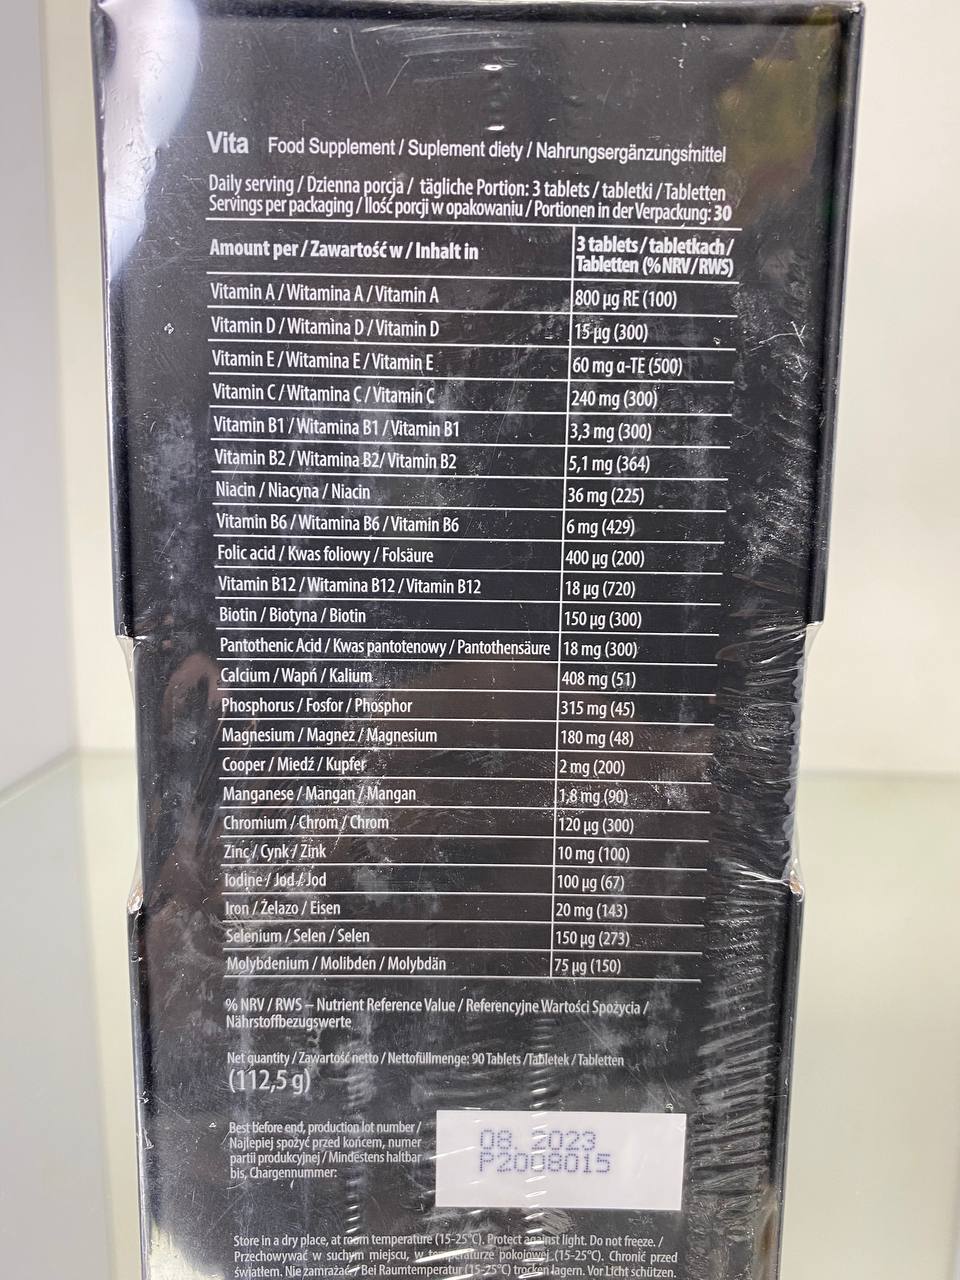 Vita Food Supplement / Suplement diety / Nahrungsergänzungsmittel
Daily serving / Dzienna porcja / tägliche Portion: 3 tablets / tabletki / Tabletten
Servings per packaging / Ilość porcji w opakowaniu / Portionen in der Verpackung: 30
Amount per / Zawartość w / Inhalt in 3 tablets / tabletkach / Tabletten (% NRV/RWS)
Vitamin A / Witamina A / Vitamin A 800 µg RE (100)
Vitamin D / Witamina D / Vitamin D 15 µg (300)
Vitamin E / Witamina E / Vitamin E 60 mg α-TE (500)
Vitamin C / Witamina C / Vitamin C 240 mg (300)
Vitamin B1 / Witamina B1 / Vitamin B1 3,3 mg (300)
Vitamin B2 / Witamina B2/ Vitamin B2 5,1 mg (364)
Niacin / Niacyna / Niacin 36 mg (225)
Vitamin B6 / Witamina B6 / Vitamin B6 6 mg (429)
Folic acid / Kwas foliowy / Folsäure 400 µg (200)
Vitamin B12 / Witamina B12 / Vitamin B12 18 µg (720)
Biotin / Biotyna / Biotin 150 µg (300)
Pantothenic Acid / Kwas pantotenowy / Pantothensäure 18 mg (300)
Calcium / Wapń / Kalium 408 mg (51)
Phosphorus / Fosfor / Phosphor 315 mg (45)
Magnesium / Magnez / Magnesium 180 mg (48)
Cooper / Miedź / Kupfer 2 mg (200)
Manganese / Mangan / Mangan 1,8 mg (90)
Chromium / Chrom / Chrom 120 µg (300)
Zinc / Cynk / Zink 10 mg (100)
Iodine / Jod / Jod 100 µg (67)
Iron / Żelazo / Eisen 20 mg (143)
Selenium / Selen / Selen 150 µg (273)
Molybdenium / Molibden / Molybdän 75 µg (150)
% NRV / RWS – Nutrient Reference Value / Referencyjne Wartości Spożycia /
Nährstoffbezugswerte
Net quantity / Zawartość netto / Nettofüllmenge: 90 Tablets /Tabletek / Tabletten
(112,5 g)
Best before end, production lot number /
Najlepiej spożyć przed końcem, numer
partii produkcyjnej / Mindestens haltbar
bis, Chargennummer:
08. 2023
P2008015
Store in a dry place, at room temperature (15-25°C). Protect against light. Do not freeze. /
Przechowywać w suchym miejscu, w temperaturze pokojowej (15-25°C). Chronić przed
światłem. Nie zamrażać / Bei Raumtemperatur (15-25°C) trocken lagern. Vor Licht schützen.